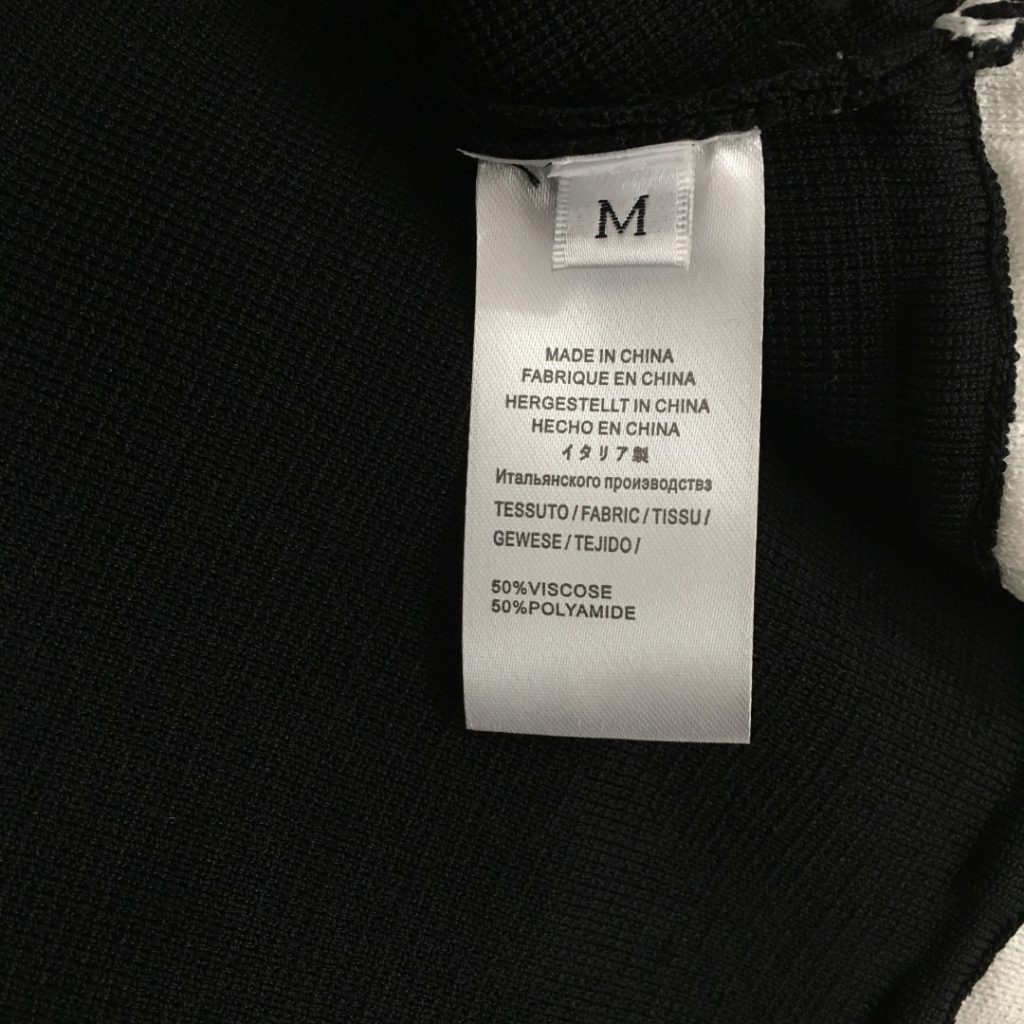 M
MADE IN CHINA
FABRIQUE EN CHINA
HERGESTELLT IN CHINA
HECHO EN CHINA
イタリア製
Итальянского производства
TESSUTO / FABRIC / TISSU /
GEWESE / TEJIDO /
50%VISCOSE
50%POLYAMIDE